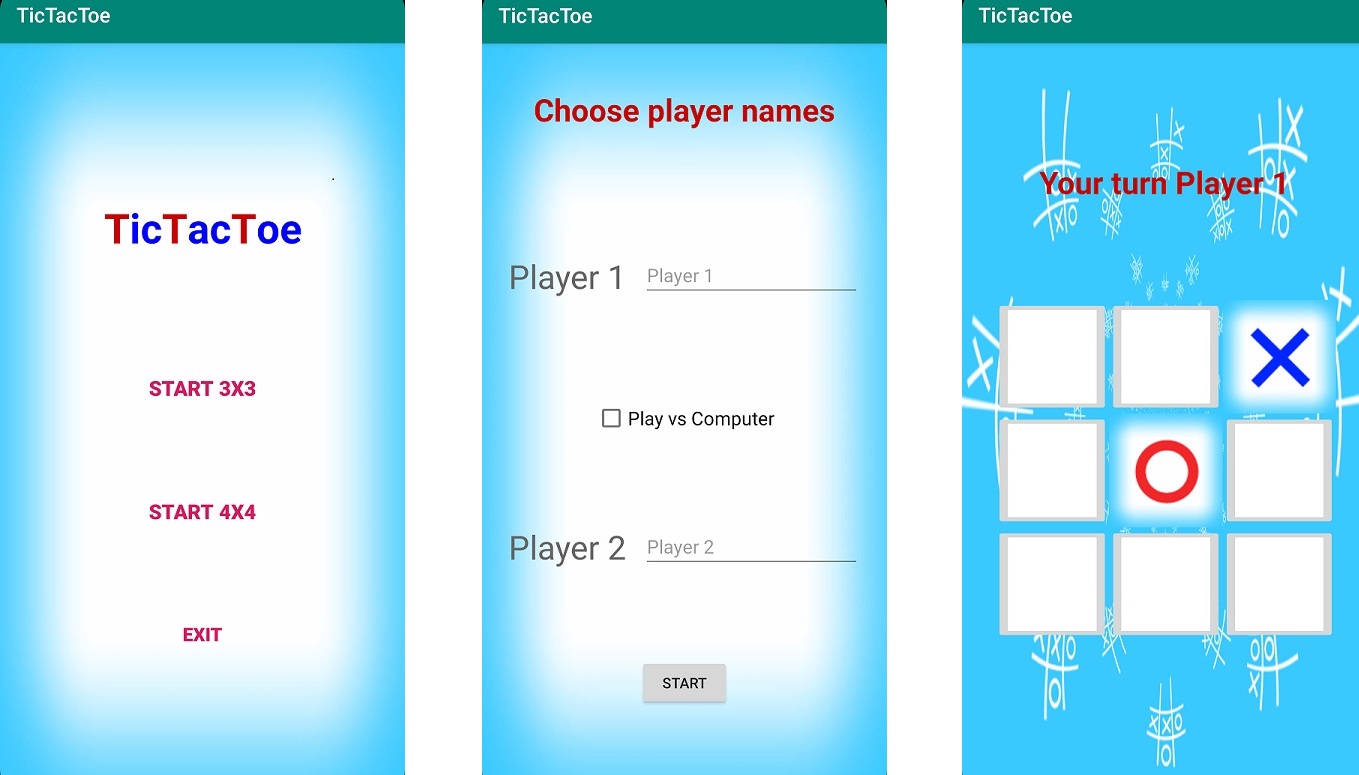 TicTacToe
TicTacToe
START 3X3
START 4X4
EXIT
TicTacToe
Choose player names
Player 1 Player 1
Play vs Computer
Player 2 Player 2
START
TicTacToe
Your turn Player 1